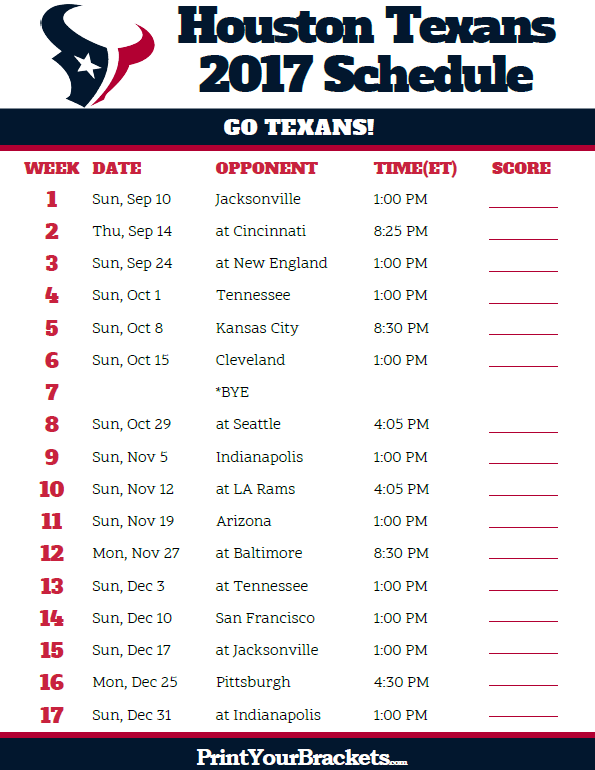 Houston Texans
2017 Schedule
GO TEXANS!
WEEK DATE OPPONENT TIME(ET) SCORE
1 Sun, Sep 10 Jacksonville 1:00 PM
2 Thu, Sep 14 at Cincinnati 8:25 PM
3 Sun, Sep 24 at New England 1:00 PM
4 Sun, Oct 1 Tennessee 1:00 PM
5 Sun, Oct 8 Kansas City 8:30 PM
6 Sun, Oct 15 Cleveland 1:00 PM
7 *BYE
8 Sun, Oct 29 at Seattle 4:05 PM
9 Sun, Nov 5 Indianapolis 1:00 PM
10 Sun, Nov 12 at LA Rams 4:05 PM
11 Sun, Nov 19 Arizona 1:00 PM
12 Mon, Nov 27 at Baltimore 8:30 PM
13 Sun, Dec 3 at Tennessee 1:00 PM
14 Sun, Dec 10 San Francisco 1:00 PM
15 Sun, Dec 17 at Jacksonville 1:00 PM
16 Mon, Dec 25 Pittsburgh 4:30 PM
17 Sun, Dec 31 at Indianapolis 1:00 PM
PrintYourBrackets.com